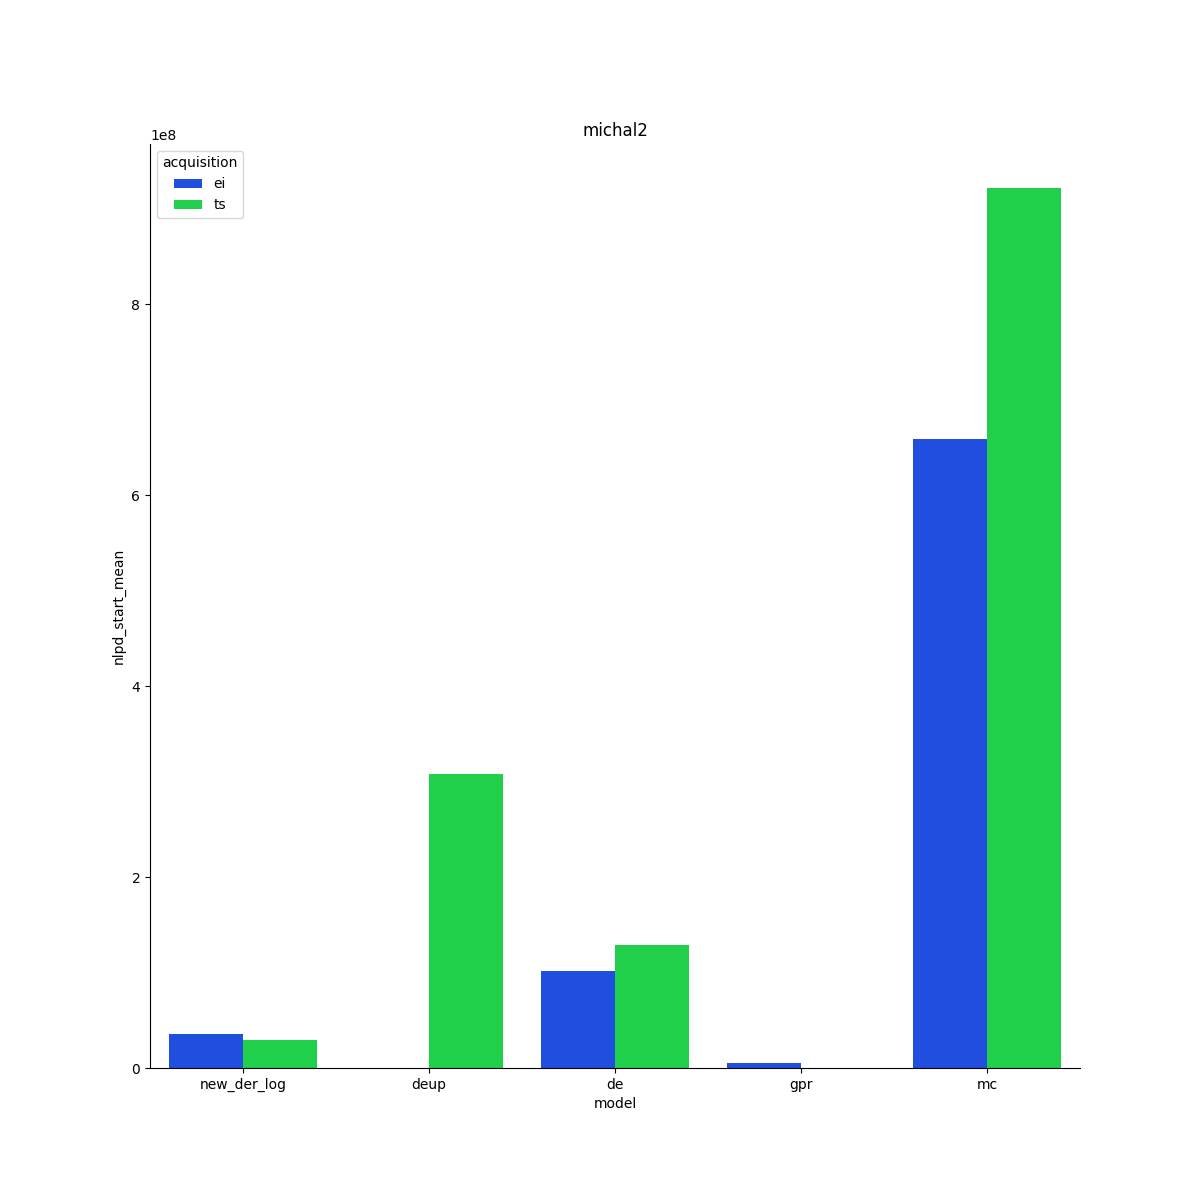 michal2
1e8
acquisition
ei
ts
8
6
4
2
0
nlpd_start_mean
new_der_log deup de gpr mc
model